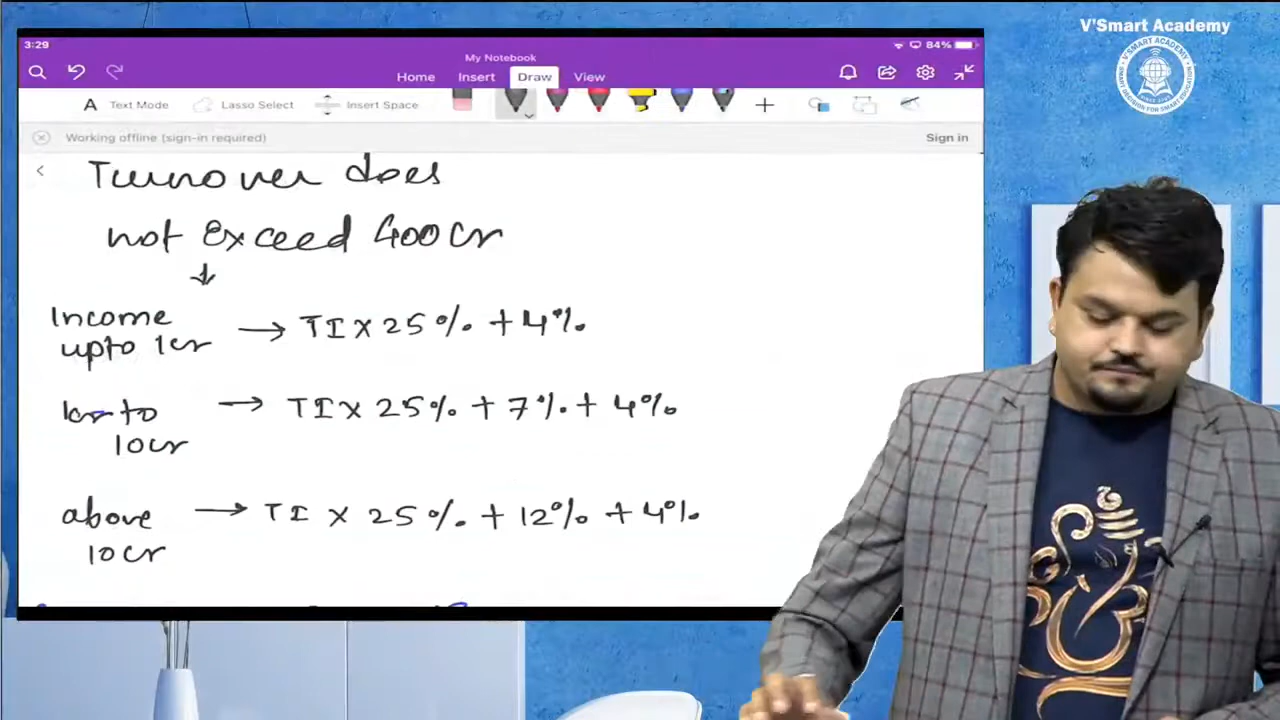 V'Smart Academy
3:29
84%
My Notebook
Home Insert Draw View
Text Mode Lasso Select Insert Space
Working offline (sign-in required) Sign in
Turnover does
not exceed 400 Cr
Income
upto 1cr → TI x 25% + 4%
1cr to
10cr → TI x 25% + 7% + 4%
above
10cr → TI x 25% + 12% + 4%